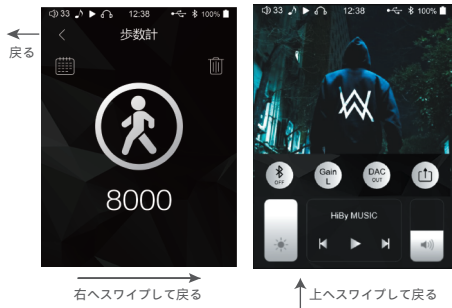 33 12:38 100%
歩数計
戻る
8000
右へスワイプして戻る
33 12:38 100%
OFF
Gain
L
DAC
OUT
HiBy MUSIC
上へスワイプして戻る